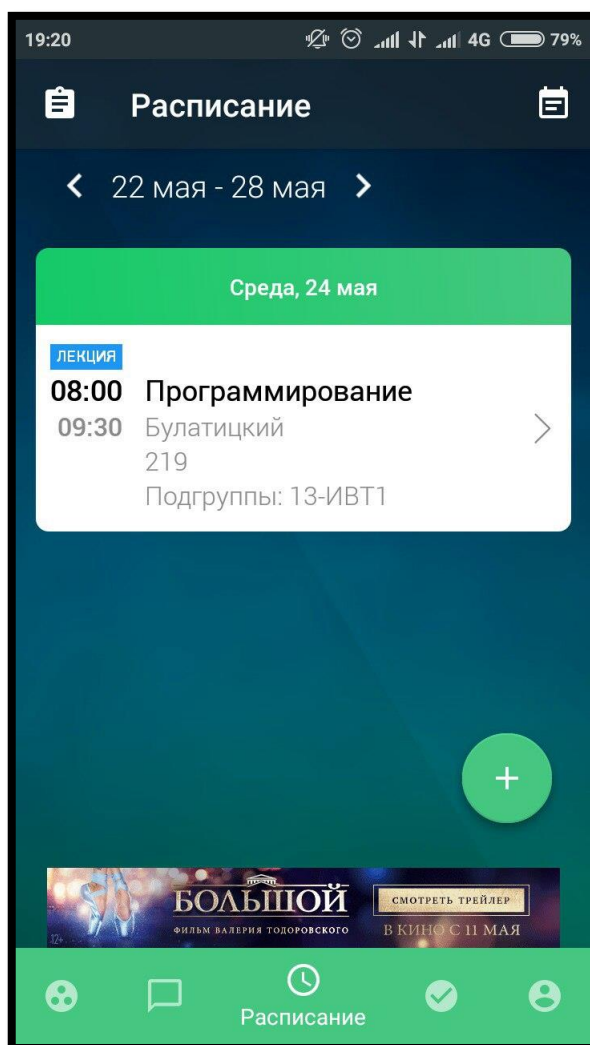 19:20
4G 79%
Расписание
22 мая - 28 мая
Среда, 24 мая
ЛЕКЦИЯ
08:00 Программирование
09:30 Булатицкий
219
Подгруппы: 13-ИВТ1
+
БОЛЬШОЙ
ФИЛЬМ ВАЛЕРИЯ ТОДОРОВСКОГО
СМОТРЕТЬ ТРЕЙЛЕР
В КИНО С 11 МАЯ
12+
Расписание